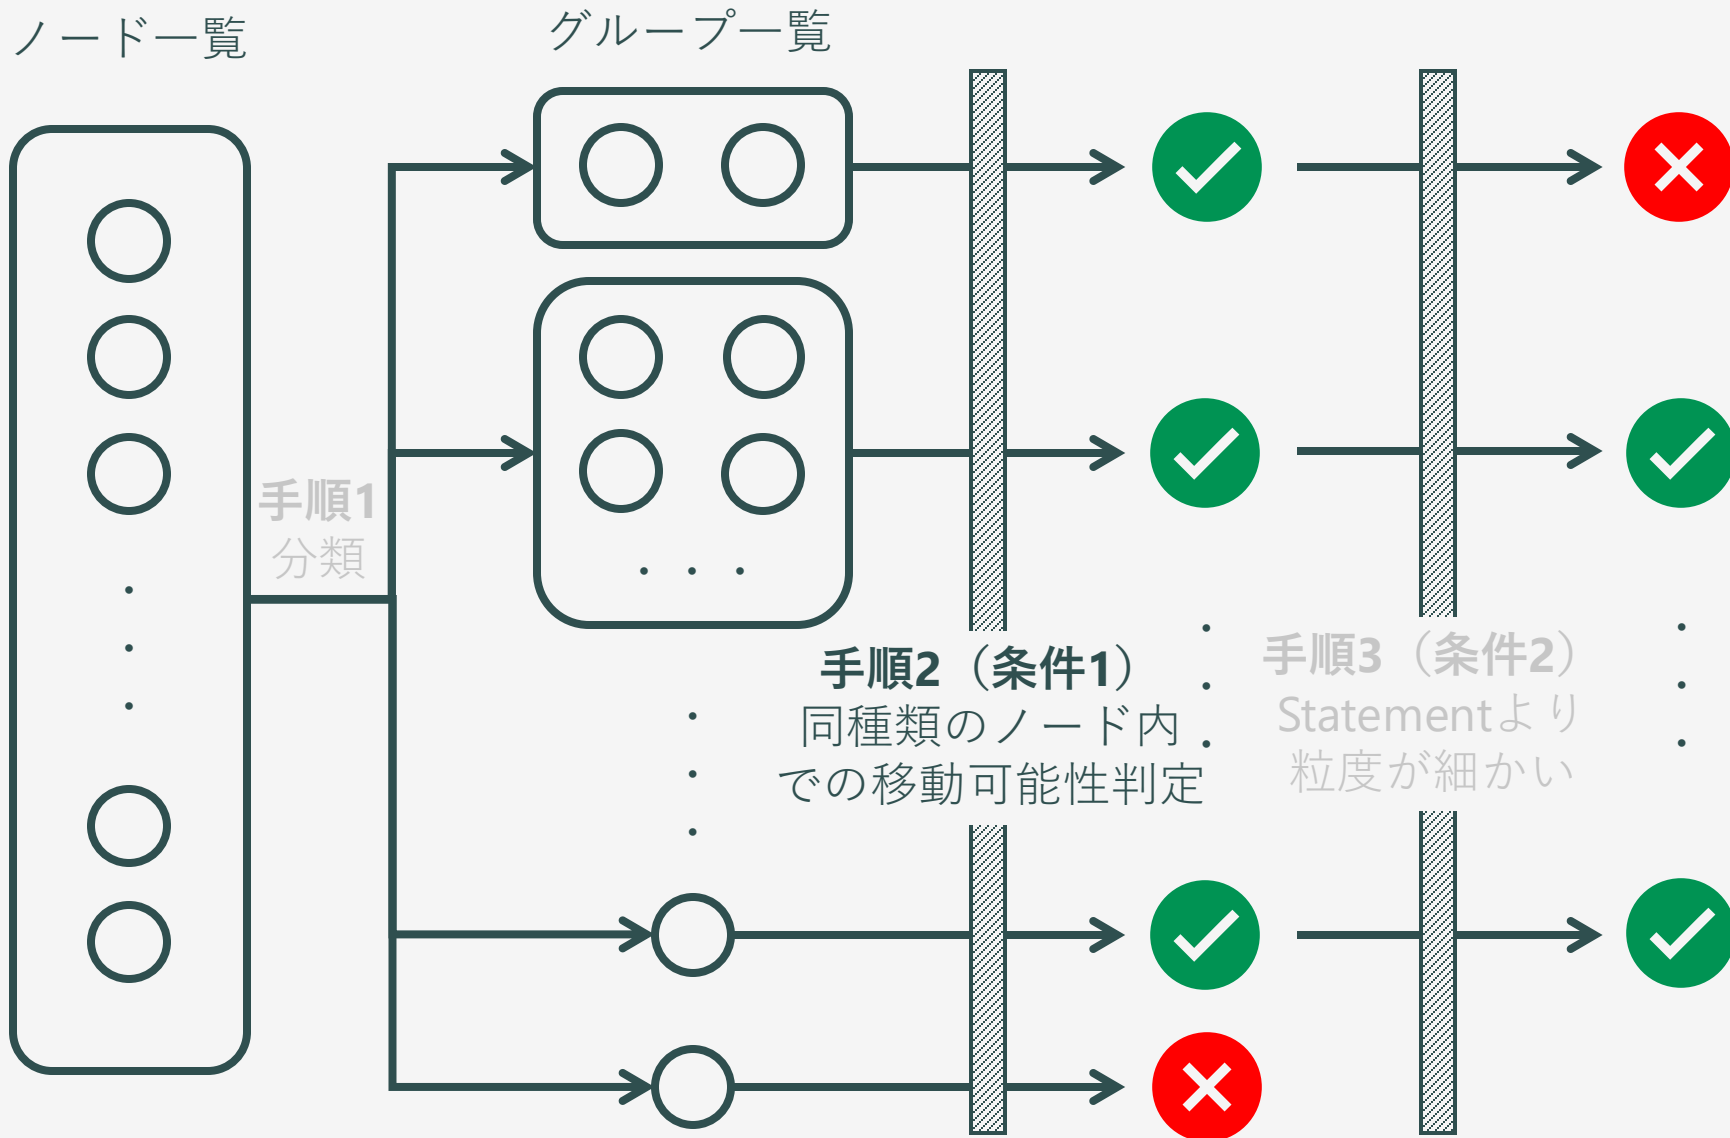 ノード一覧
グループ一覧
手順1
分類
手順2（条件1）
同種類のノード内
での移動可能性判定
手順3（条件2）
Statementより
粒度が細かい